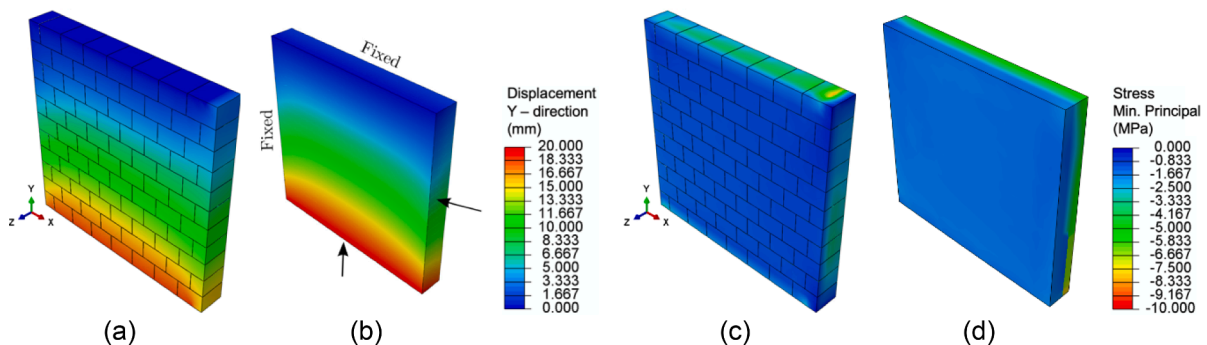 Fixed
Fixed
Y
Z
X
Displacement
Y – direction
(mm)
20.000
18.333
16.667
15.000
13.333
11.667
10.000
8.333
6.667
5.000
3.333
1.667
0.000
Y
Z
X
Stress
Min. Principal
(MPa)
0.000
-0.833
-1.667
-2.500
-3.333
-4.167
-5.000
-5.833
-6.667
-7.500
-8.333
-9.167
-10.000
(a)
(b)
(c)
(d)